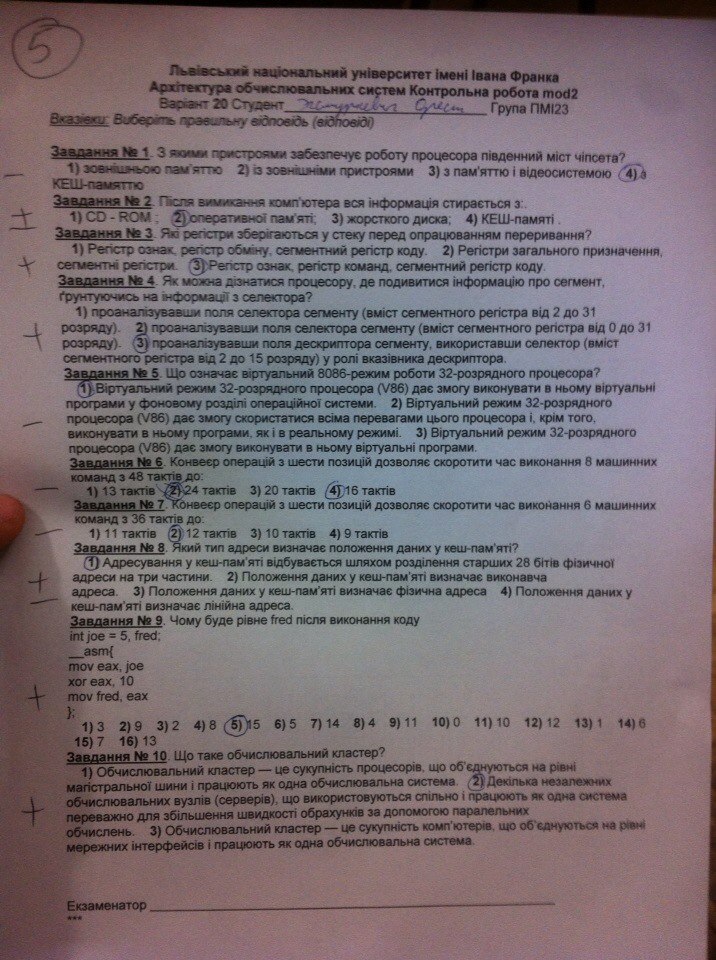 5
Львівський національний університет імені Івана Франка
Архітектура обчислювальних систем Контрольна робота mod2
Варіант 20 Студент Орест Група ПМІ23
Вказівки: Виберіть правильну відповідь (відповіді)
Завдання № 1. З якими пристроями забезпечує роботу процесора південний міст чіпсета?
– 1) зовнішньою пам'яттю 2) із зовнішніми пристроями 3) з пам'яттю і відеосистемою 4) з
КЕШ-памяттю
Завдання № 2. Після вимикання комп'ютера вся інформація стирається з:.
± 1) CD - ROM ; 2) оперативної пам'яті; 3) жорсткого диска; 4) КЕШ-памяті .
Завдання № 3. Які регістри зберігаються у стеку перед опрацюванням переривання?
1) Регістр ознак, регістр обміну, сегментний регістр коду. 2) Регістри загального призначення,
+ сегментні регістри. 3) Регістр ознак, регістр команд, сегментний регістр коду.
Завдання № 4. Як можна дізнатися процесору, де подивитися інформацію про сегмент,
ґрунтуючись на інформації з селектора?
1) проаналізувавши поля селектора сегменту (вміст сегментного регістра від 2 до 31
+ розряду). 2) проаналізувавши поля селектора сегменту (вміст сегментного регістра від 0 до 31
розряду). 3) проаналізувавши поля дескриптора сегменту, використавши селектор (вміст
сегментного регістра від 2 до 15 розряду) у ролі вказівника дескриптора.
Завдання № 5. Що означає віртуальний 8086-режим роботи 32-розрядного процесора?
1) Віртуальний режим 32-розрядного процесора (V86) дає змогу виконувати в ньому віртуальні
програми у фоновому розділі операційної системи. 2) Віртуальний режим 32-розрядного
– процесора (V86) дає змогу скористатися всіма перевагами цього процесора і, крім того,
виконувати в ньому програми, як і в реальному режимі. 3) Віртуальний режим 32-розрядного
процесора (V86) дає змогу виконувати в ньому віртуальні програми.
Завдання № 6. Конвеєр операцій з шести позицій дозволяє скоротити час виконання 8 машинних
команд з 48 тактів до:
– 1) 13 тактів 2) 24 тактів 3) 20 тактів 4) 16 тактів
Завдання № 7. Конвеєр операцій з шести позицій дозволяє скоротити час виконання 6 машинних
команд з 36 тактів до:
– 1) 11 тактів 2) 12 тактів 3) 10 тактів 4) 9 тактів
Завдання № 8. Який тип адреси визначає положення даних у кеш-пам'яті?
1) Адресування у кеш-пам'яті відбувається шляхом розділення старших 28 бітів фізичної
± адреси на три частини. 2) Положення даних у кеш-пам'яті визначає виконавча
адреса. 3) Положення даних у кеш-пам'яті визначає фізична адреса 4) Положення даних у
кеш-пам'яті визначає лінійна адреса.
Завдання № 9. Чому буде рівне fred після виконання коду
int joe = 5, fred;
__asm{
mov eax, joe
xor eax, 10
+ mov fred, eax
};
1) 3 2) 9 3) 2 4) 8 5) 15 6) 5 7) 14 8) 4 9) 11 10) 0 11) 10 12) 12 13) 1 14) 6
15) 7 16) 13
Завдання № 10. Що таке обчислювальний кластер?
1) Обчислювальний кластер — це сукупність процесорів, що об'єднуються на рівні
магістральної шини і працюють як одна обчислювальна система. 2) Декілька незалежних
обчислювальних вузлів (серверів), що використовуються спільно і працюють як одна система
+ переважно для збільшення швидкості обрахунків за допомогою паралельних
обчислень. 3) Обчислювальний кластер — це сукупність комп'ютерів, що об'єднуються на рівні
мережних інтерфейсів і працюють як одна обчислювальна система.
Екзаменатор
***